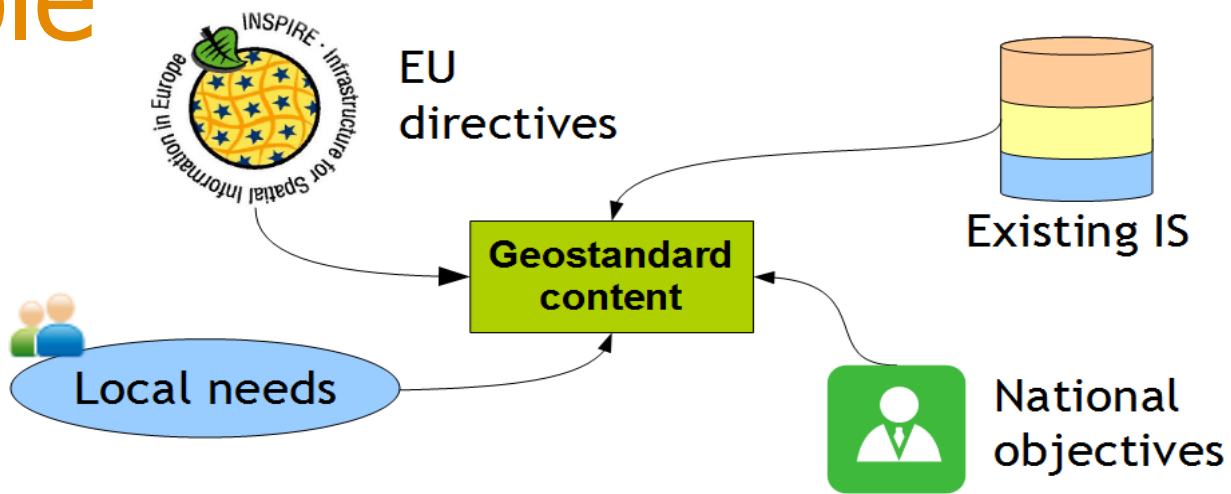 INSPIRE · Infrastructure for Spatial Information in Europe
EU
directives
Existing IS
Geostandard
content
Local needs
National
objectives